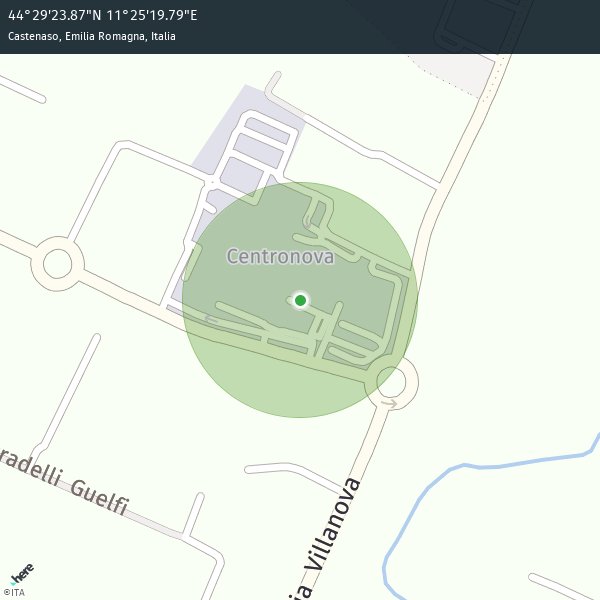 44°29'23.87"N 11°25'19.79"E
Castenaso, Emilia Romagna, Italia
Centronova
radelli Guelfi
ia Villanova
here
©ITA